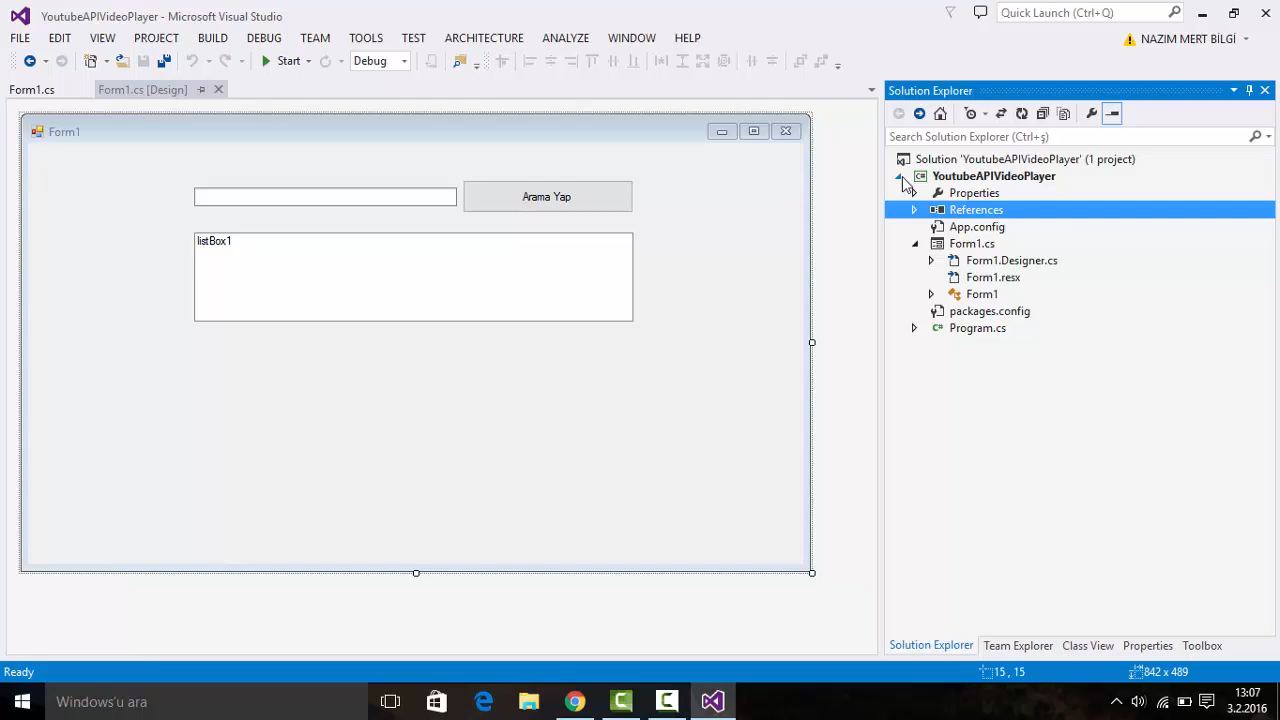 YoutubeAPIVideoPlayer - Microsoft Visual Studio
Quick Launch (Ctrl+Q)
FILE EDIT VIEW PROJECT BUILD DEBUG TEAM TOOLS TEST ARCHITECTURE ANALYZE WINDOW HELP
NAZIM MERT BİLGİ
Start
Debug
Form1.cs
Form1.cs [Design]
Form1
Arama Yap
listBox1
Solution Explorer
Search Solution Explorer (Ctrl+ş)
Solution 'YoutubeAPIVideoPlayer' (1 project)
C# YoutubeAPIVideoPlayer
Properties
References
App.config
Form1.cs
Form1.Designer.cs
Form1.resx
Form1
packages.config
C# Program.cs
Solution Explorer Team Explorer Class View Properties Toolbox
Ready
15 , 15
842 x 489
Windows'u ara
13:07
3.2.2016